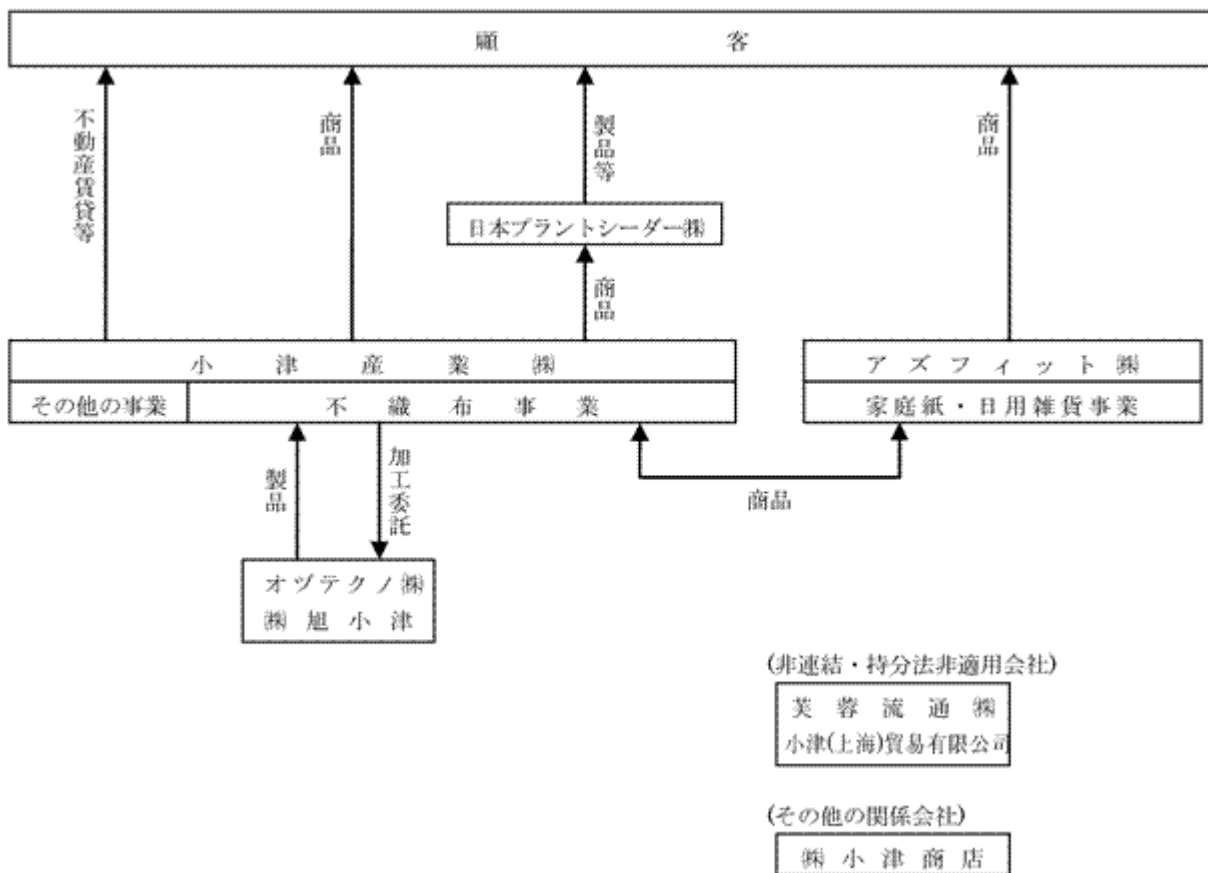 顧客
不動産賃貸等
商品
製品等
商品
日本プラントシーダー㈱
商品
小津産業㈱
アズフィット㈱
その他の事業
不織布事業
家庭紙・日用雑貨事業
製品
加工委託
商品
オヅテクノ㈱
㈱旭小津
(非連結・持分法非適用会社)
芙蓉流通㈱
小津(上海)貿易有限公司
(その他の関係会社)
㈱小津商店